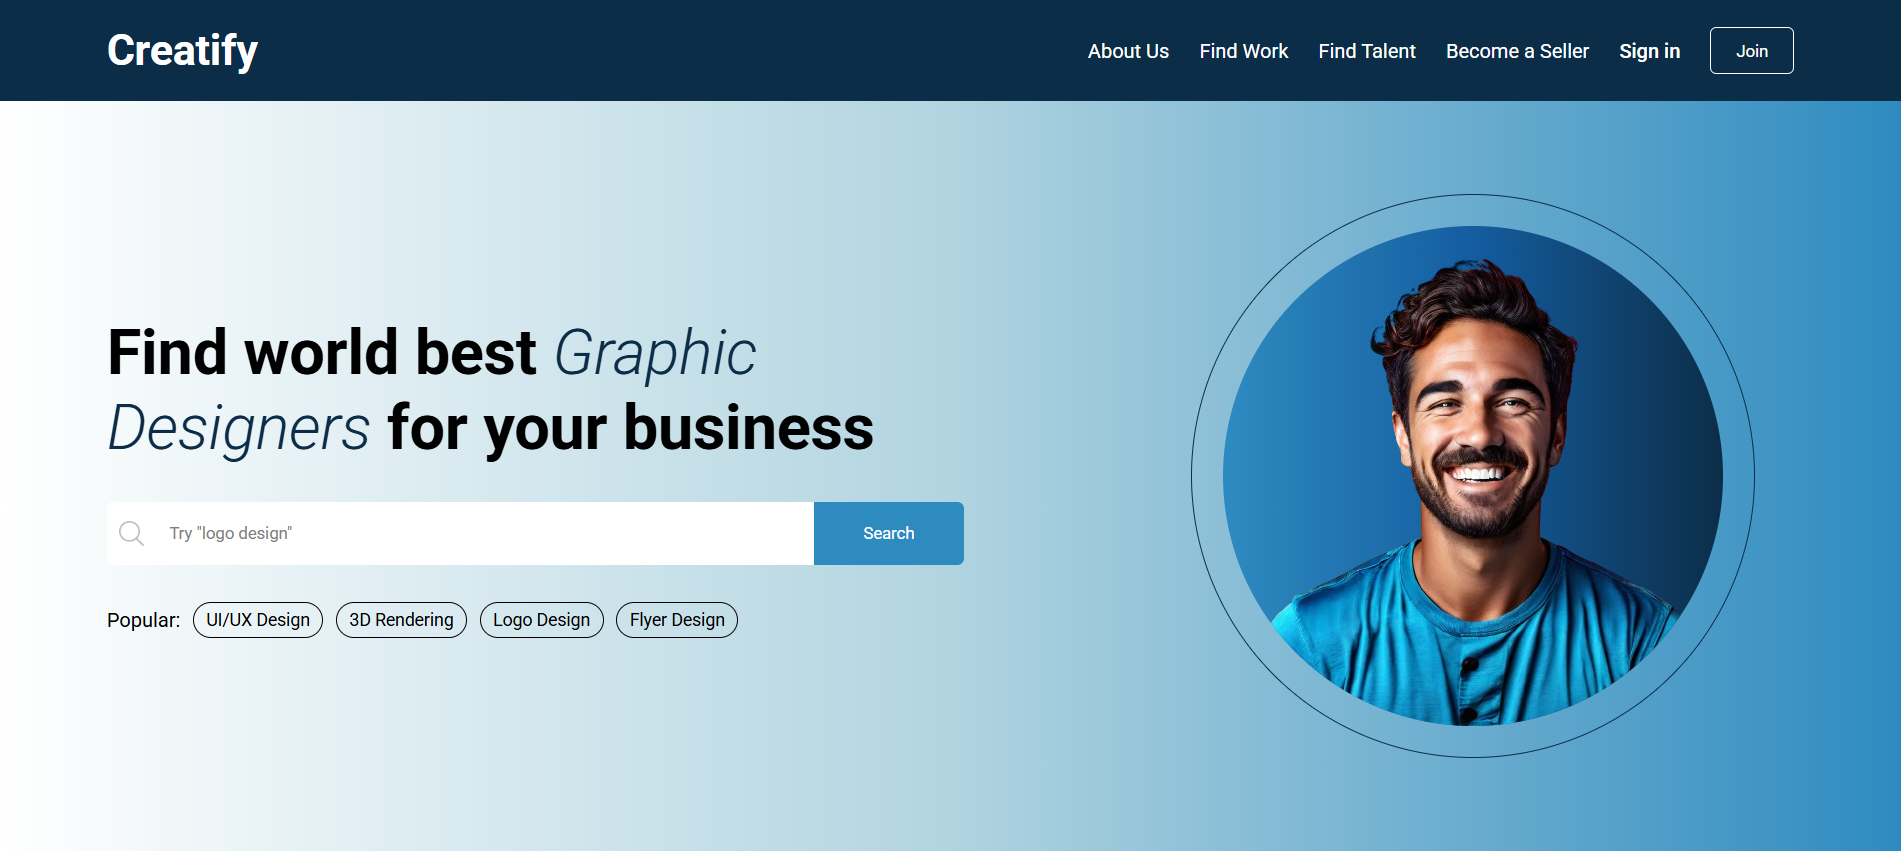 Creatify
About Us
Find Work
Find Talent
Become a Seller
Sign in
Join
Find world best Graphic
Designers for your business
Try "logo design"
Search
Popular:
UI/UX Design
3D Rendering
Logo Design
Flyer Design